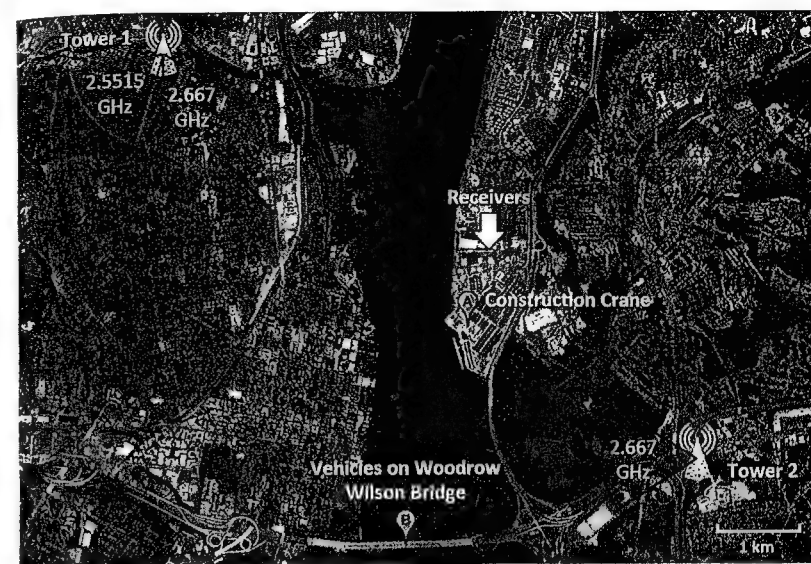 Tower 1
2.5515
GHz
2.667
GHz
Receivers
Construction Crane
2.667
GHz
Tower 2
Vehicles on Woodrow
Wilson Bridge
B
1 km